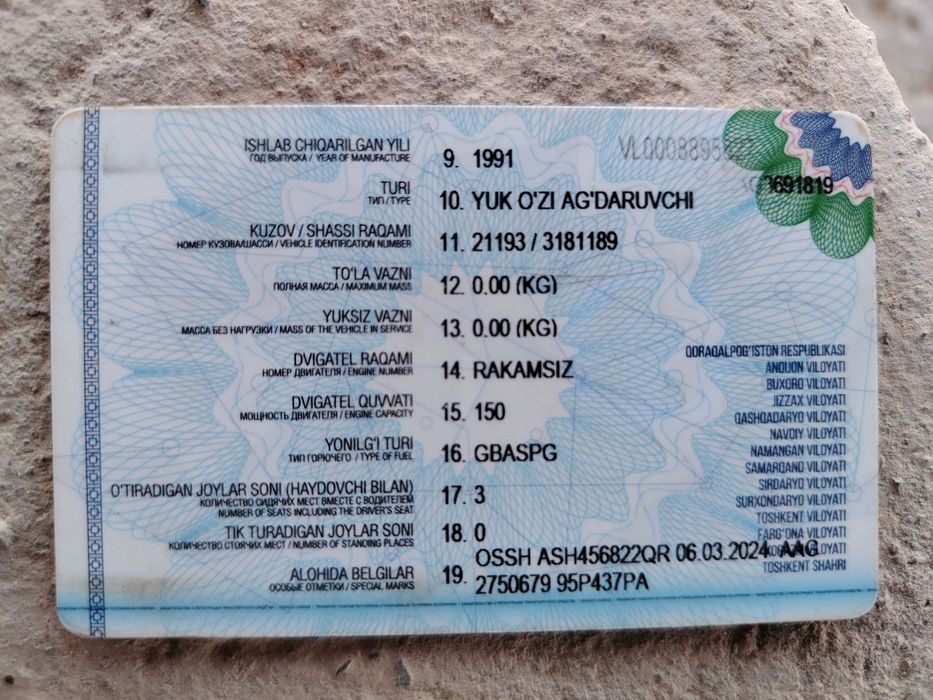 ISHLAB CHIQARILGAN YILI
ГОД ВЫПУСКА / YEAR OF MANUFACTURE
9. 1991
TURI
ТИП / TYPE
10. YUK O'ZI AG'DARUVCHI
KUZOV / SHASSI RAQAMI
НОМЕР КУЗОВА/ШАССИ / VEHICLE IDENTIFICATION NUMBER
11. 21193 / 3181189
TO'LA VAZNI
ПОЛНАЯ МАССА / MAXIMUM MASS
12. 0.00 (KG)
YUKSIZ VAZNI
МАССА БЕЗ НАГРУЗКИ / MASS OF THE VEHICLE IN SERVICE
13. 0.00 (KG)
DVIGATEL RAQAMI
НОМЕР ДВИГАТЕЛЯ / ENGINE NUMBER
14. RAKAMSIZ
DVIGATEL QUVVATI
МОЩНОСТЬ ДВИГАТЕЛЯ / ENGINE CAPACITY
15. 150
YONILG'I TURI
ТИП ГОРЮЧЕГО / TYPE OF FUEL
16. GBASPG
O'TIRADIGAN JOYLAR SONI (HAYDOVCHI BILAN)
КОЛИЧЕСТВО СИДЯЧИХ МЕСТ ВМЕСТЕ С ВОДИТЕЛЕМ
NUMBER OF SEATS INCLUDING THE DRIVER'S SEAT
17. 3
TIK TURADIGAN JOYLAR SONI
КОЛИЧЕСТВО СТОЯЧИХ МЕСТ / NUMBER OF STANDING PLACES
18. 0
ALOHIDA BELGILAR
ОСОБЫЕ ОТМЕТКИ / SPECIAL MARKS
19. OSSH ASH456822QR 06.03.2024 AAG
2750679 95P437PA
QORAQALPOG'ISTON RESPUBLIKASI
ANDIJON VILOYATI
BUXORO VILOYATI
JIZZAX VILOYATI
QASHQADARYO VILOYATI
NAVOIY VILOYATI
NAMANGAN VILOYATI
SAMARQAND VILOYATI
SIRDARYO VILOYATI
SURXONDARYO VILOYATI
TOSHKENT VILOYATI
FARG'ONA VILOYATI
VILOYATI
TOSHKENT SHAHRI